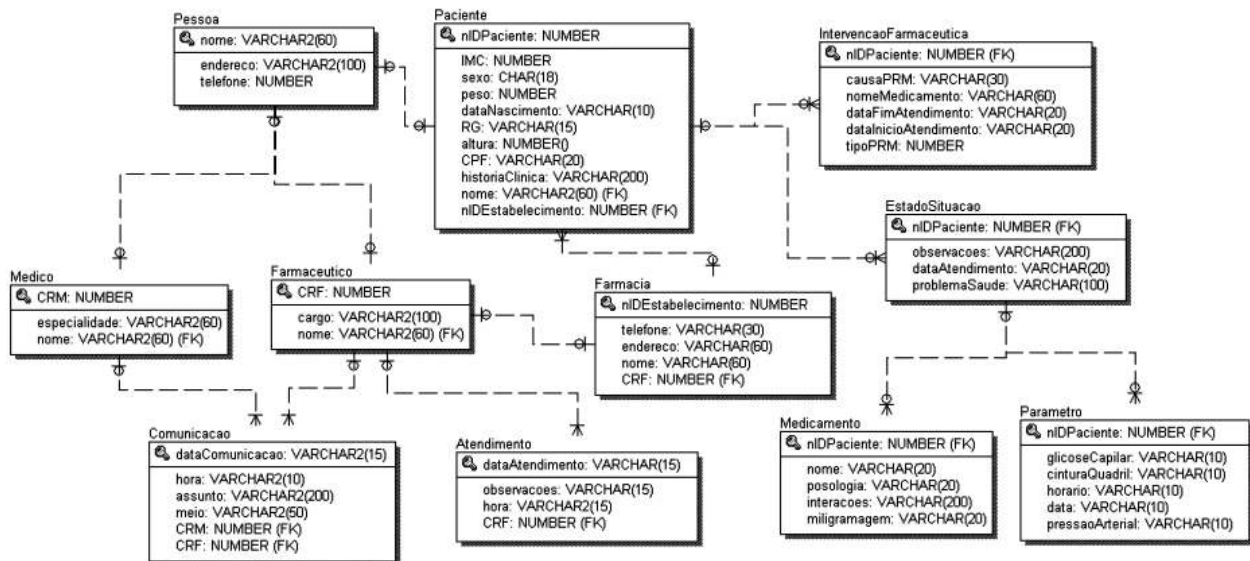 Pessoa
nome: VARCHAR2(60)
endereco: VARCHAR2(100)
telefone: NUMBER
Paciente
nIDPaciente: NUMBER
IMC: NUMBER
sexo: CHAR(18)
peso: NUMBER
dataNascimento: VARCHAR(10)
RG: VARCHAR(15)
altura: NUMBER()
CPF: VARCHAR(20)
historiaClinica: VARCHAR(200)
nome: VARCHAR2(60) (FK)
nIDEstabelecimento: NUMBER (FK)
IntervencaoFarmaceutica
nIDPaciente: NUMBER (FK)
causaPRM: VARCHAR(30)
nomeMedicamento: VARCHAR(60)
dataFimAtendimento: VARCHAR(20)
dataInicioAtendimento: VARCHAR(20)
tipoPRM: NUMBER
EstadoSituacao
nIDPaciente: NUMBER (FK)
observacoes: VARCHAR(200)
dataAtendimento: VARCHAR(20)
problemaSaude: VARCHAR(100)
Medico
CRM: NUMBER
especialidade: VARCHAR2(60)
nome: VARCHAR2(60) (FK)
Farmaceutico
CRF: NUMBER
cargo: VARCHAR2(100)
nome: VARCHAR2(60) (FK)
Farmacia
nIDEstabelecimento: NUMBER
telefone: VARCHAR(30)
endereco: VARCHAR(60)
nome: VARCHAR(60)
CRF: NUMBER (FK)
Comunicacao
dataComunicacao: VARCHAR2(15)
hora: VARCHAR2(10)
assunto: VARCHAR2(200)
meio: VARCHAR2(50)
CRM: NUMBER (FK)
CRF: NUMBER (FK)
Atendimento
dataAtendimento: VARCHAR(15)
observacoes: VARCHAR(15)
hora: VARCHAR2(15)
CRF: NUMBER (FK)
Medicamento
nIDPaciente: NUMBER (FK)
nome: VARCHAR(20)
posologia: VARCHAR(20)
interacoes: VARCHAR(200)
miligramagem: VARCHAR(20)
Parametro
nIDPaciente: NUMBER (FK)
glicoseCapilar: VARCHAR(10)
cinturaQuadril: VARCHAR(10)
horario: VARCHAR(10)
data: VARCHAR(10)
pressaoArterial: VARCHAR(10)